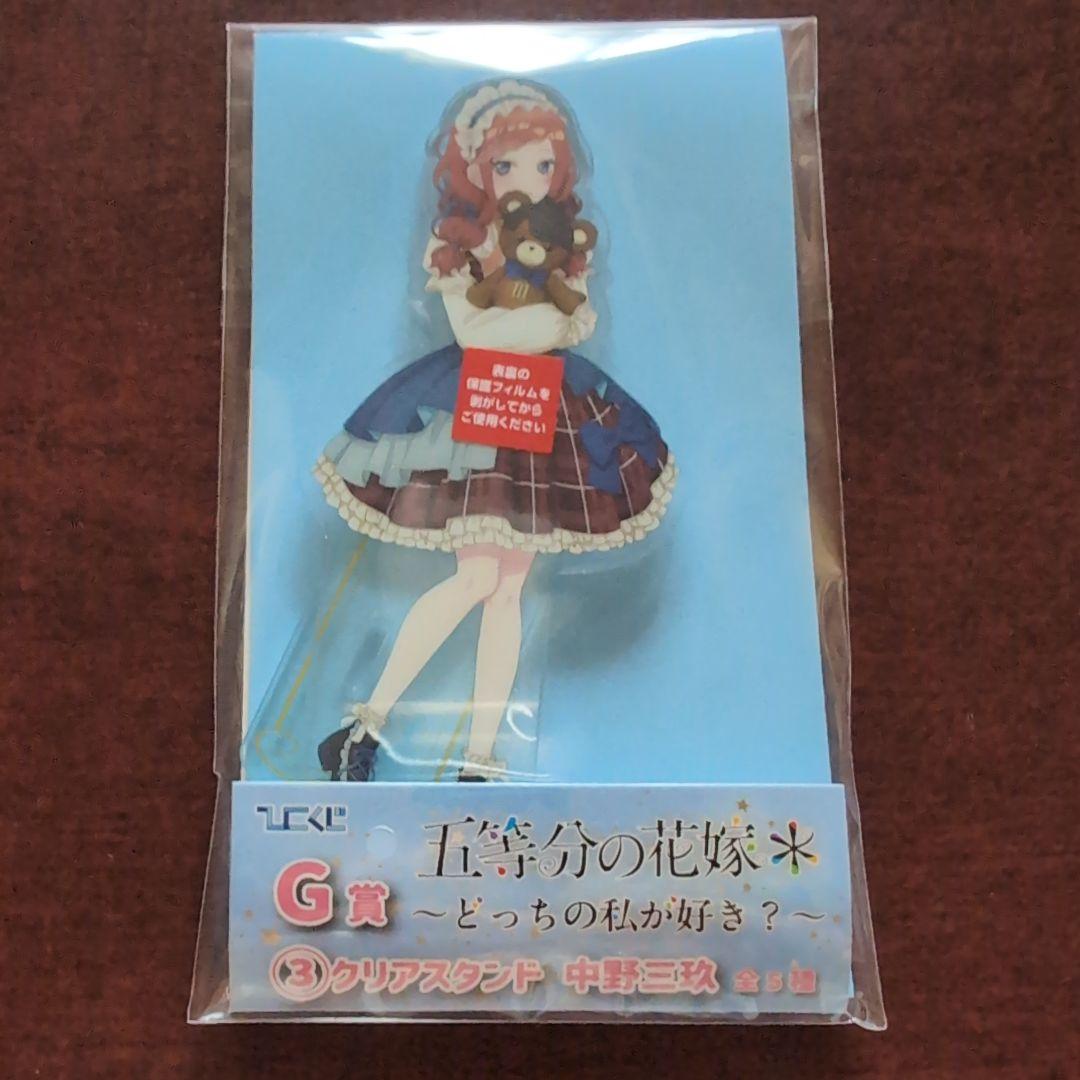 表裏の
保護フィルムを
剥がしてから
ご使用ください
ひこくじ
五等分の花嫁*
G賞
～どっちの私が好き？～
③クリアスタンド 中野三玖 全5種